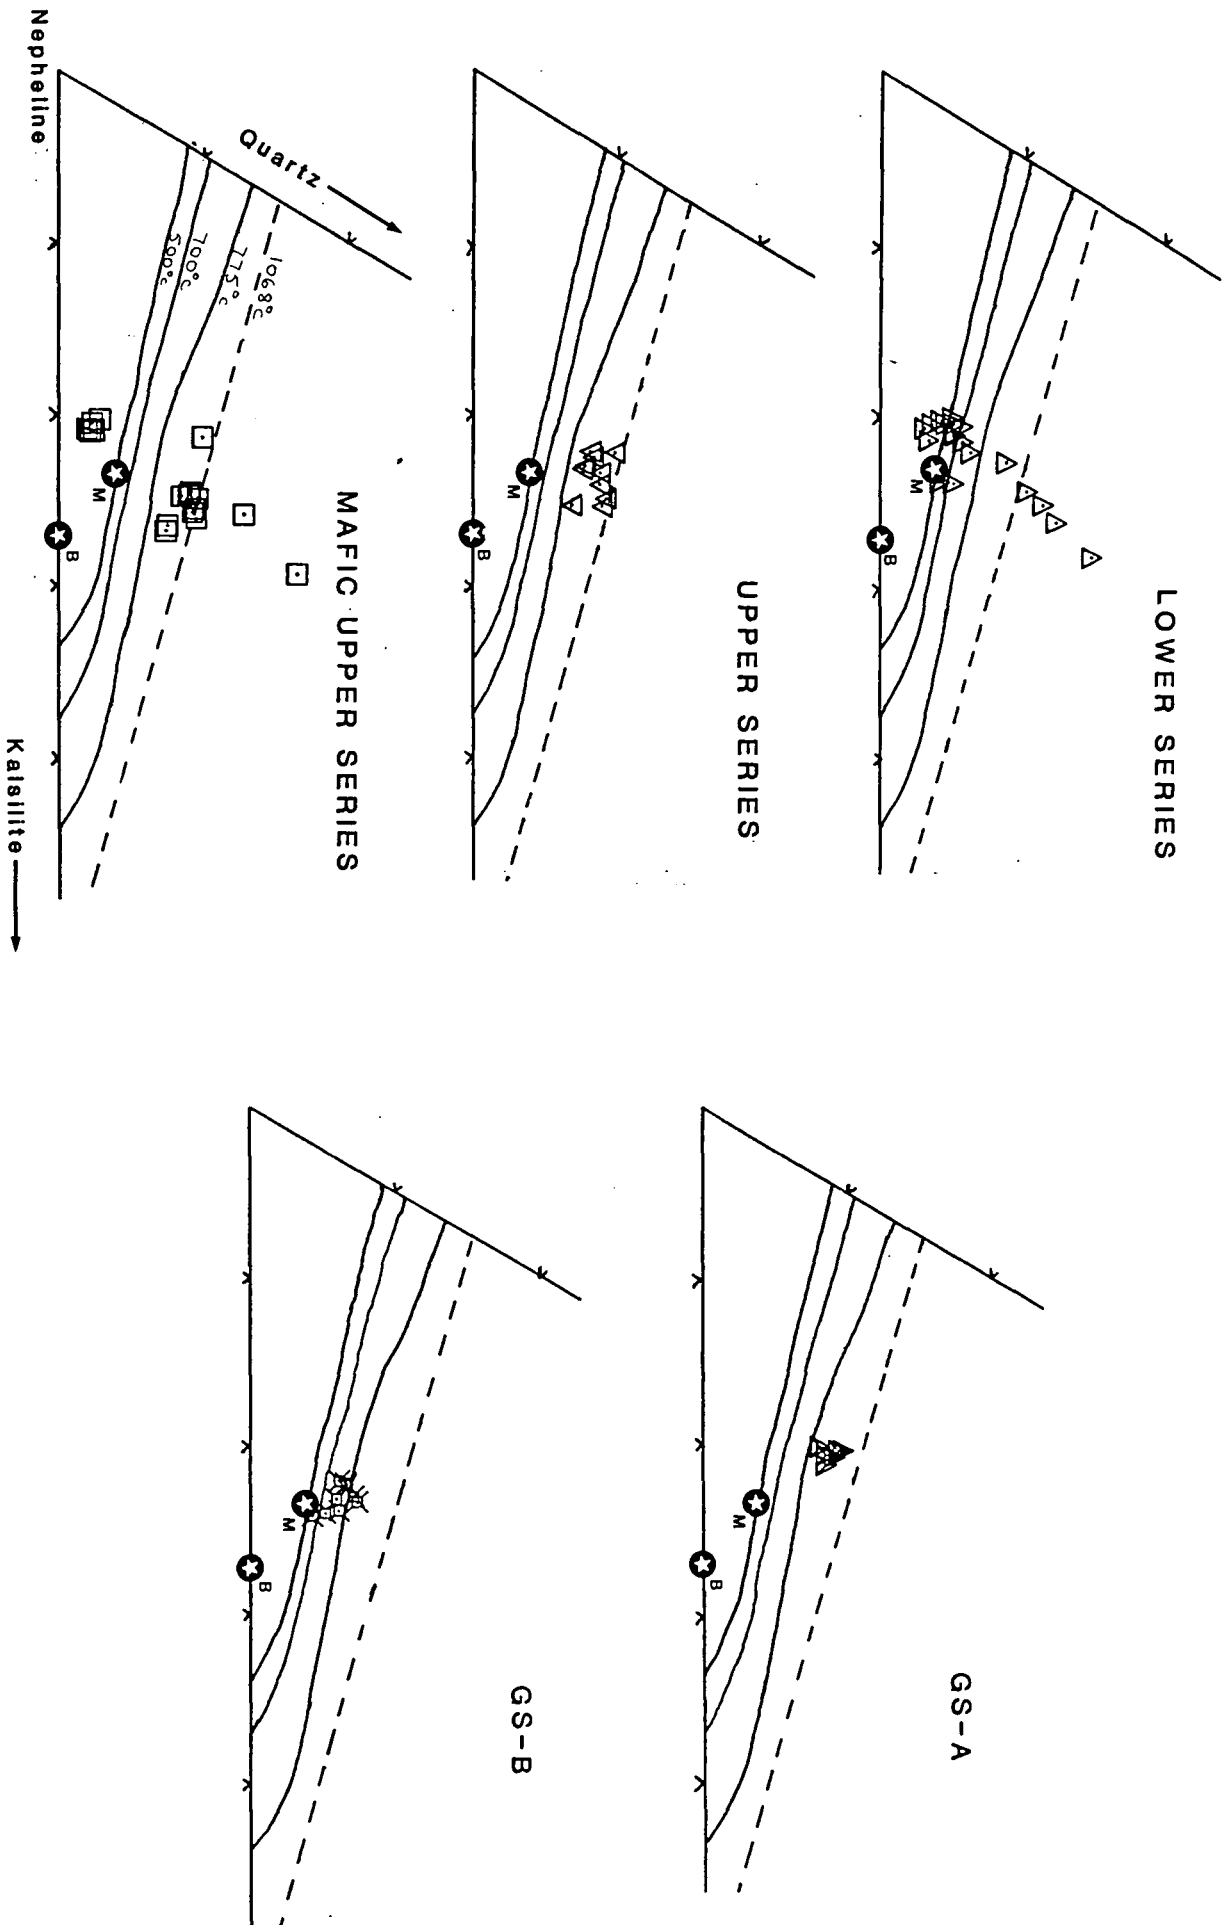 LOWER SERIES
M
B
UPPER SERIES
M
B
Quartz
1068°C
775°C
700°C
500°C
MAFIC UPPER SERIES
M
B
Nepheline
Kalsilite
GS-A
M
B
GS-B
M
B